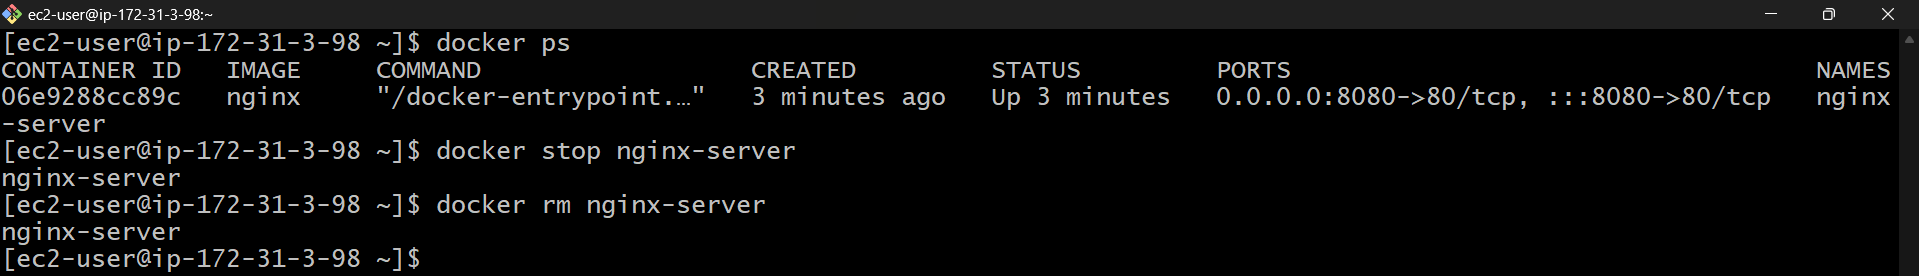 ec2-user@ip-172-31-3-98:~
[ec2-user@ip-172-31-3-98 ~]$ docker ps
CONTAINER ID   IMAGE     COMMAND                  CREATED         STATUS         PORTS                                   NAMES
06e9288cc89c   nginx     "/docker-entrypoint.…"   3 minutes ago   Up 3 minutes   0.0.0.0:8080->80/tcp, :::8080->80/tcp   nginx
-server
[ec2-user@ip-172-31-3-98 ~]$ docker stop nginx-server
nginx-server
[ec2-user@ip-172-31-3-98 ~]$ docker rm nginx-server
nginx-server
[ec2-user@ip-172-31-3-98 ~]$